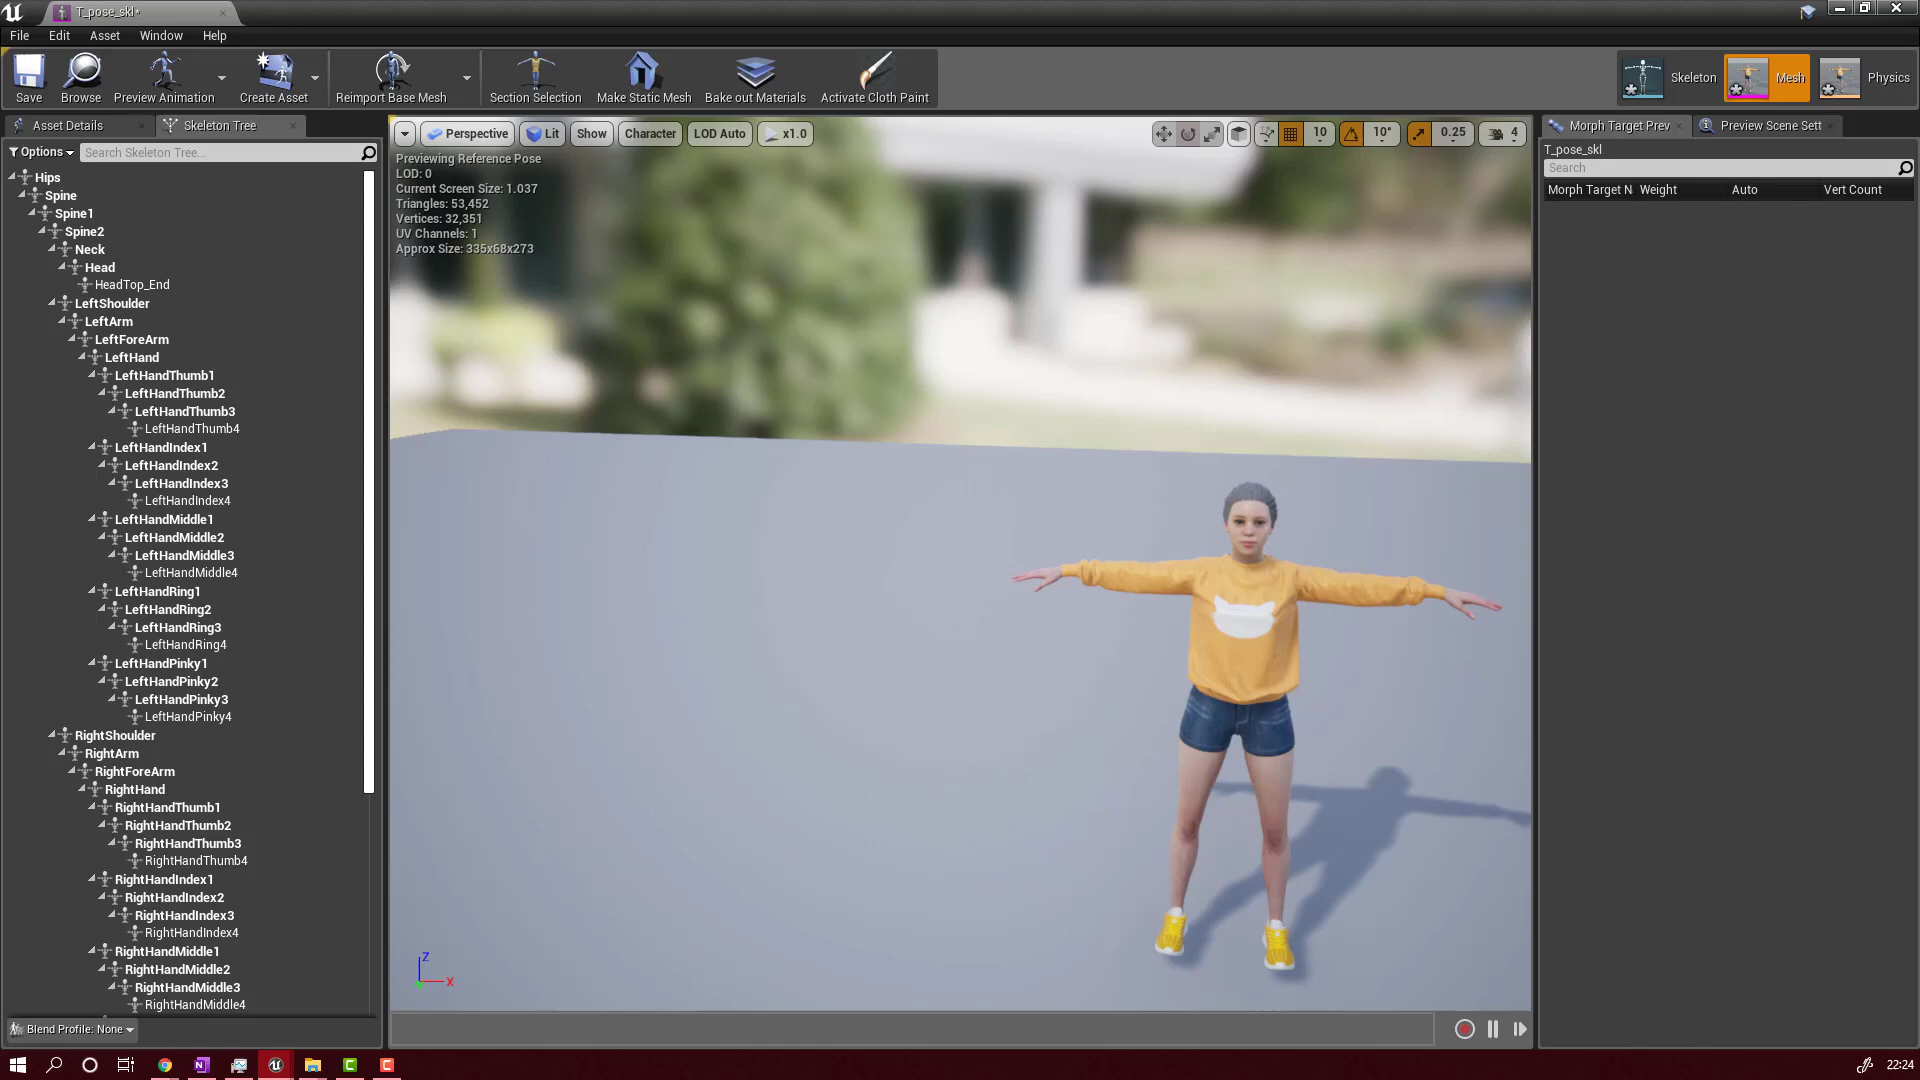 T_pose_skl*
File Edit Asset Window Help
Save Browse Preview Animation Create Asset Reimport Base Mesh Section Selection Make Static Mesh Bake out Materials Activate Cloth Paint Skeleton Mesh Physics
Asset Details Skeleton Tree
Options Search Skeleton Tree...
Hips
Spine
Spine1
Spine2
Neck
Head
HeadTop_End
LeftShoulder
LeftArm
LeftForeArm
LeftHand
LeftHandThumb1
LeftHandThumb2
LeftHandThumb3
LeftHandThumb4
LeftHandIndex1
LeftHandIndex2
LeftHandIndex3
LeftHandIndex4
LeftHandMiddle1
LeftHandMiddle2
LeftHandMiddle3
LeftHandMiddle4
LeftHandRing1
LeftHandRing2
LeftHandRing3
LeftHandRing4
LeftHandPinky1
LeftHandPinky2
LeftHandPinky3
LeftHandPinky4
RightShoulder
RightArm
RightForeArm
RightHand
RightHandThumb1
RightHandThumb2
RightHandThumb3
RightHandThumb4
RightHandIndex1
RightHandIndex2
RightHandIndex3
RightHandIndex4
RightHandMiddle1
RightHandMiddle2
RightHandMiddle3
RightHandMiddle4
Blend Profile: None
Perspective Lit Show Character LOD Auto x1.0 10 10° 0.25 4
Previewing Reference Pose
LOD: 0
Current Screen Size: 1.037
Triangles: 53,452
Vertices: 32,351
UV Channels: 1
Approx Size: 335x68x273
Z
X
Morph Target Prev Preview Scene Sett
T_pose_skl
Search
Morph Target N Weight Auto Vert Count
22:24